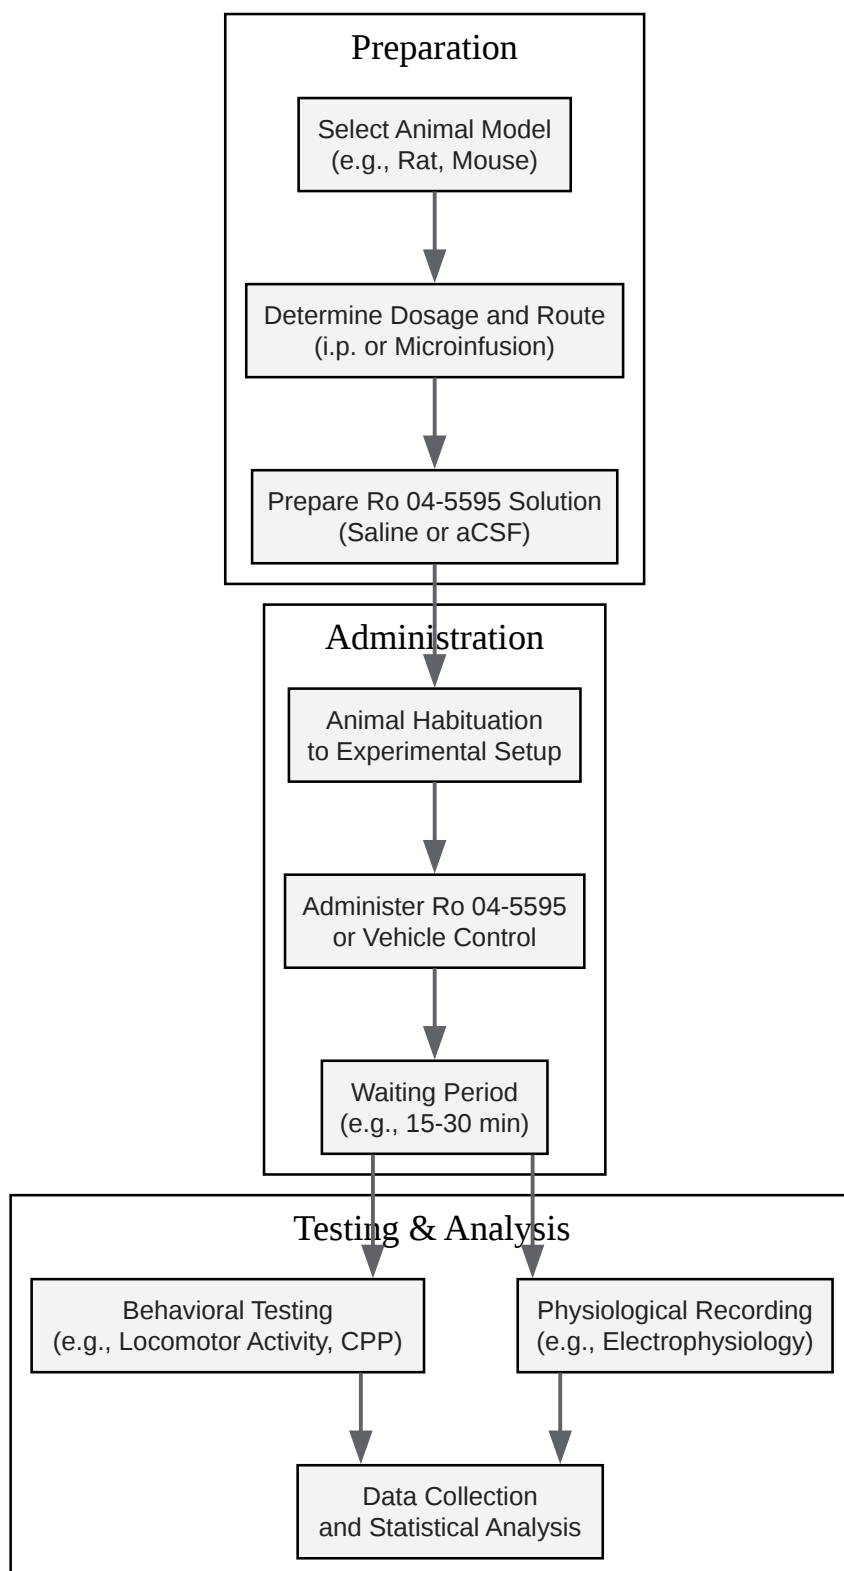 Preparation
Select Animal Model
(e.g., Rat, Mouse)
Determine Dosage and Route
(i.p. or Microinfusion)
Prepare Ro 04-5595 Solution
(Saline or aCSF)
Administration
Animal Habituation
to Experimental Setup
Administer Ro 04-5595
or Vehicle Control
Waiting Period
(e.g., 15-30 min)
Testing & Analysis
Behavioral Testing
(e.g., Locomotor Activity, CPP)
Physiological Recording
(e.g., Electrophysiology)
Data Collection
and Statistical Analysis